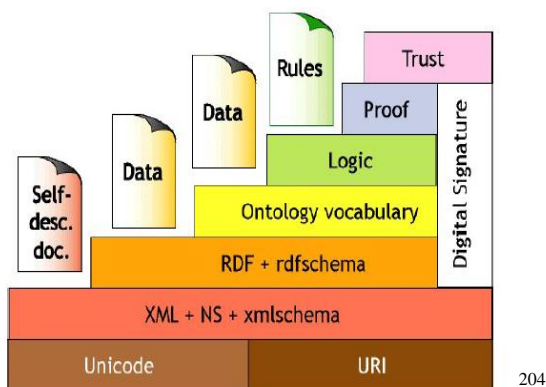 Trust
Rules
Proof
Data
Logic
Data
Self-
desc.
doc.
Ontology vocabulary
Digital Signature
RDF + rdfschema
XML + NS + xmlschema
Unicode
URI
204